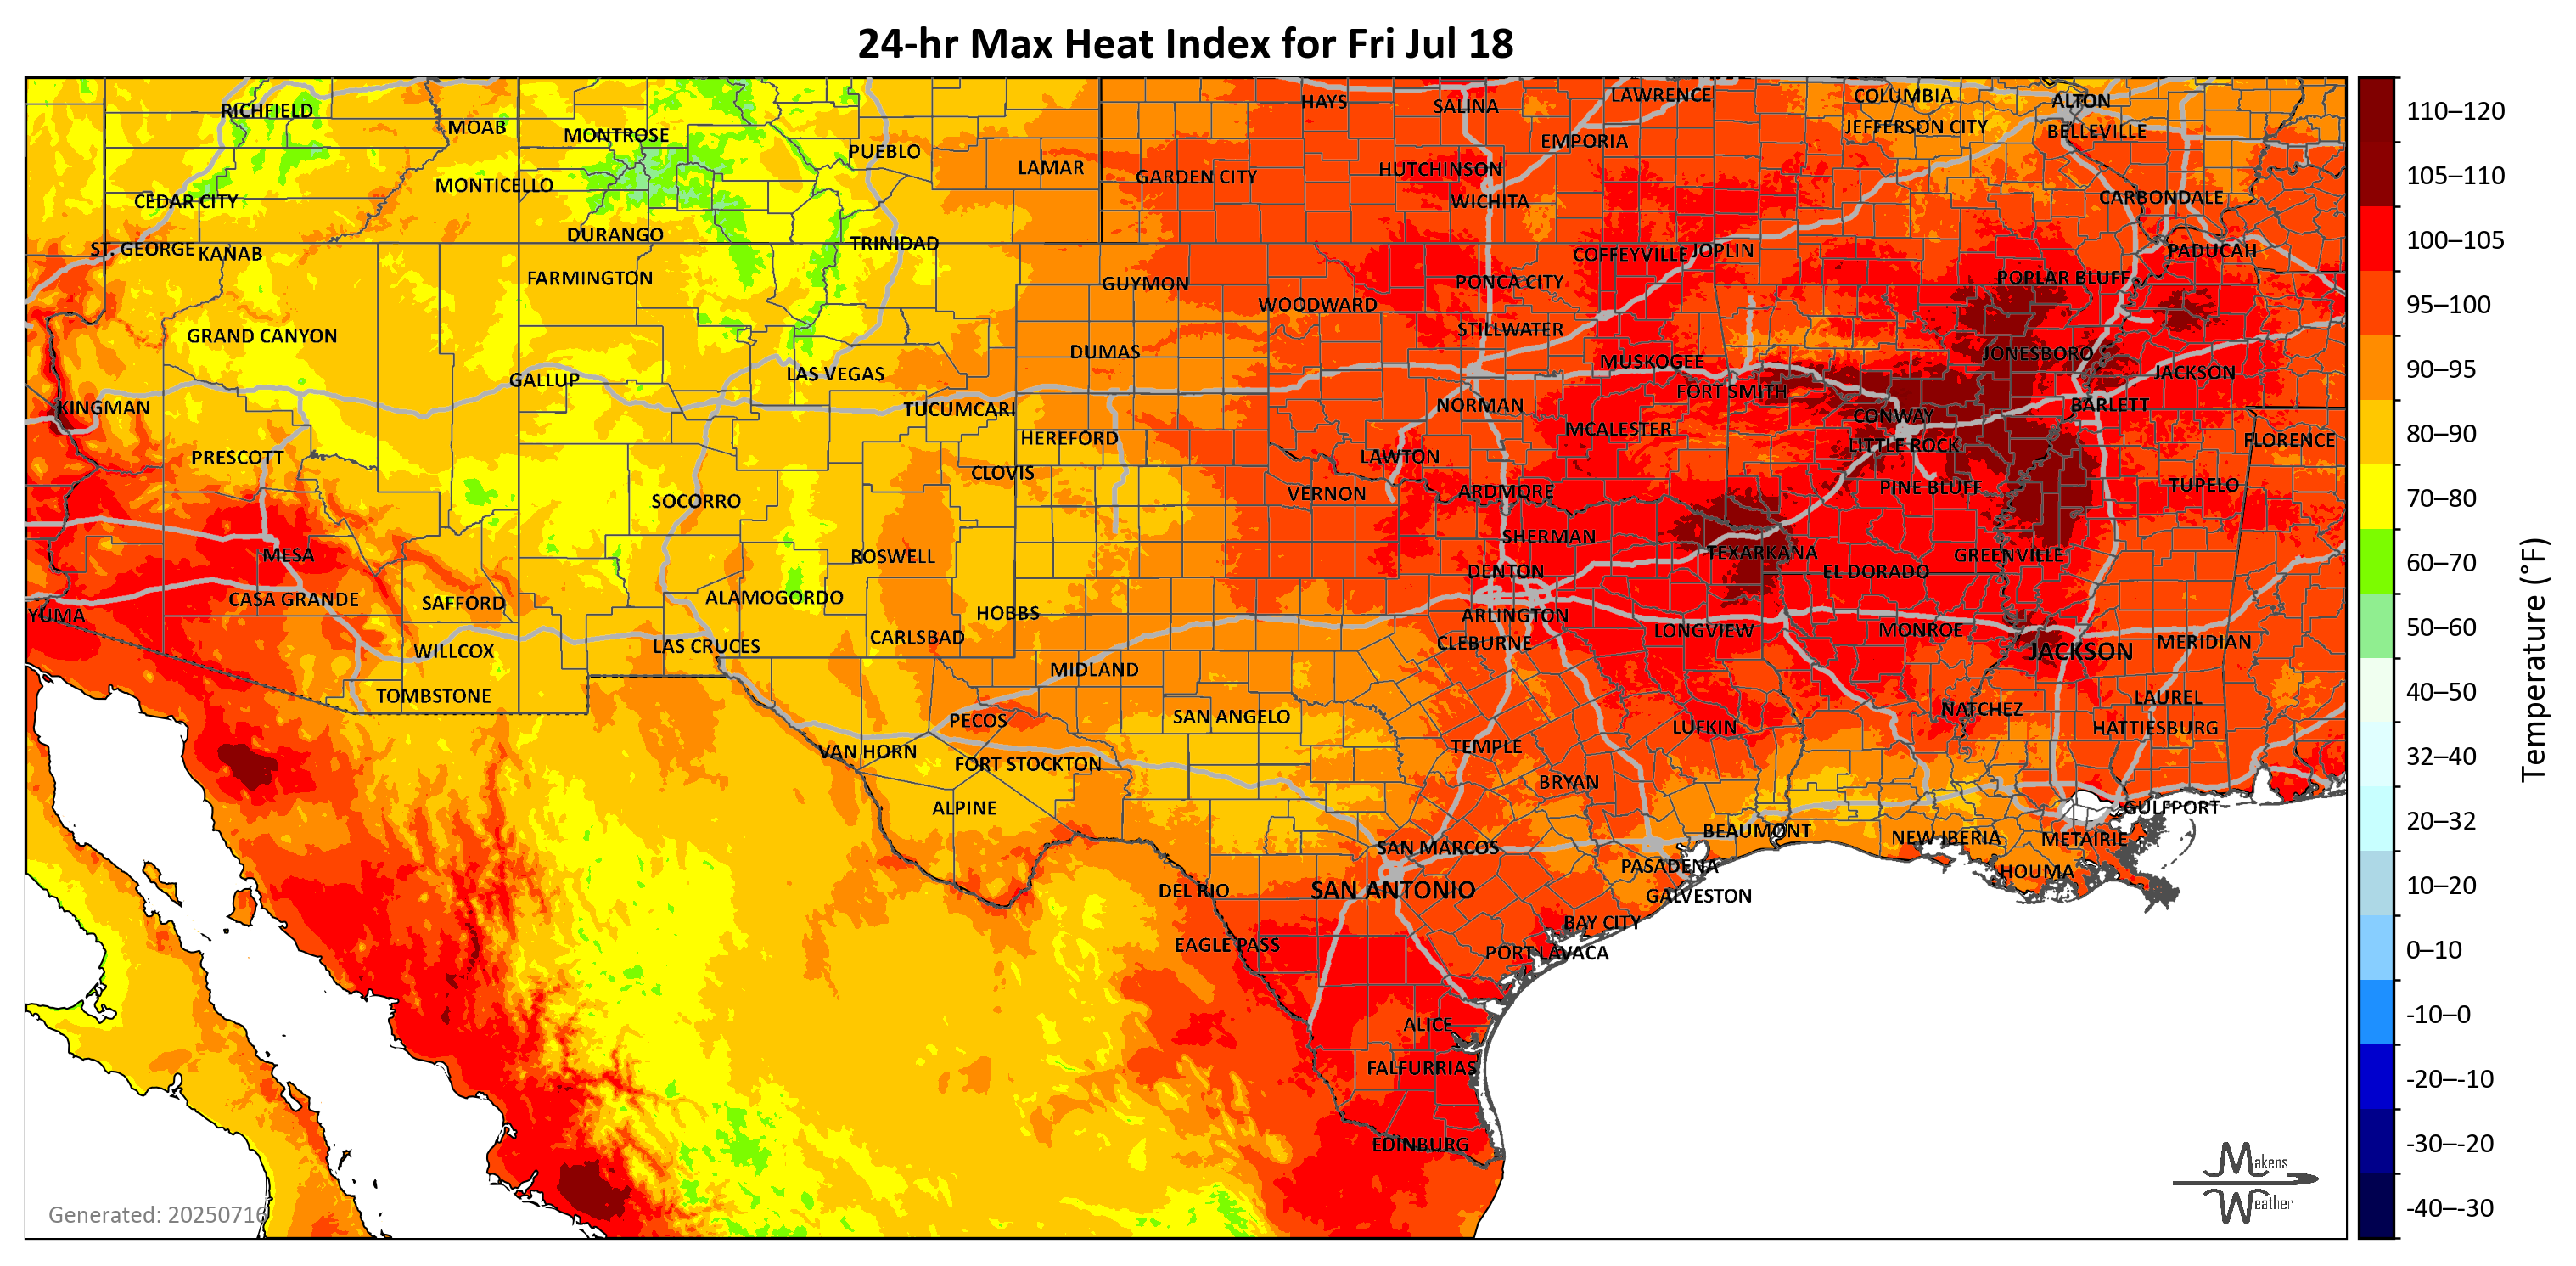 24-hr Max Heat Index for Fri Jul 18
RICHFIELD
MOAB
MONTROSE
PUEBLO
LAMAR
HAYS
SALINA
LAWRENCE
COLUMBIA
ALTON
JEFFERSON CITY
BELLEVILLE
EMPORIA
GARDEN CITY
HUTCHINSON
MONTICELLO
CEDAR CITY
WICHITA
CARBONDALE
DURANGO
TRINIDAD
ST. GEORGE
KANAB
COFFEYVILLE
JOPLIN
PADUCAH
FARMINGTON
GUYMON
PONCA CITY
POPLAR BLUFF
WOODWARD
GRAND CANYON
STILLWATER
DUMAS
JONESBORO
MUSKOGEE
GALLUP
LAS VEGAS
JACKSON
FORT SMITH
KINGMAN
TUCUMCARI
NORMAN
BARLETT
CONWAY
HEREFORD
MCALESTER
LITTLE ROCK
FLORENCE
PRESCOTT
CLOVIS
LAWTON
SOCORRO
VERNON
ARDMORE
PINE BLUFF
TUPELO
MESA
ROSWELL
SHERMAN
TEXARKANA
GREENVILLE
DENTON
EL DORADO
CASA GRANDE
SAFFORD
ALAMOGORDO
HOBBS
YUMA
ARLINGTON
CARLSBAD
CLEBURNE
LONGVIEW
MONROE
MERIDIAN
WILLCOX
LAS CRUCES
JACKSON
MIDLAND
TOMBSTONE
LAUREL
PECOS
SAN ANGELO
NATCHEZ
LUFKIN
HATTIESBURG
VAN HORN
FORT STOCKTON
TEMPLE
BRYAN
ALPINE
GULFPORT
BEAUMONT
NEW IBERIA
METAIRIE
SAN MARCOS
PASADENA
HOUMA
DEL RIO
SAN ANTONIO
GALVESTON
BAY CITY
EAGLE PASS
PORT LAVACA
ALICE
FALFURRIAS
EDINBURG
Generated: 20250716
Makens
Weather
110–120
105–110
100–105
95–100
90–95
80–90
70–80
60–70
50–60
40–50
32–40
20–32
10–20
0–10
-10–0
-20–-10
-30–-20
-40–-30
Temperature (°F)